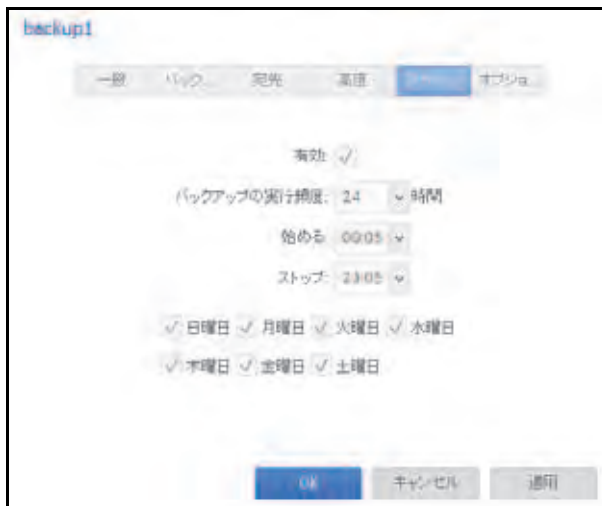 backup1
一般 バック... 宛先 高度 オプショ...
有効: ✓
バックアップの実行頻度: 24 時間
始める: 00:05
ストップ: 23:05
✓ 日曜日 ✓ 月曜日 ✓ 火曜日 ✓ 水曜日
✓ 木曜日 ✓ 金曜日 ✓ 土曜日
OK キャンセル 適用